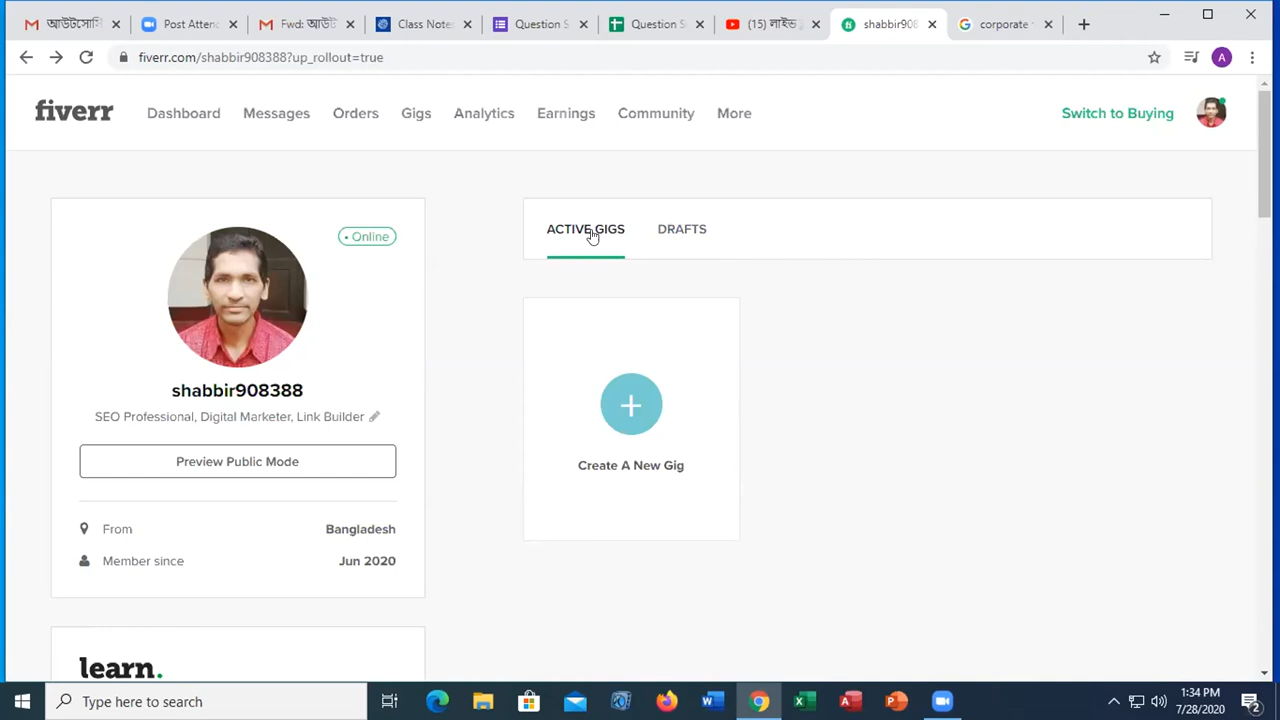 আউটসোর্সি
Post Attenc
Fwd: আউট
Class Notes
Question S
Question S
(15) লাইভ
shabbir908
corporate
fiverr.com/shabbir908388?up_rollout=true
A
fiverr
Dashboard
Messages
Orders
Gigs
Analytics
Earnings
Community
More
Switch to Buying
• Online
shabbir908388
SEO Professional, Digital Marketer, Link Builder
Preview Public Mode
From Bangladesh
Member since Jun 2020
learn.
ACTIVE GIGS
DRAFTS
+
Create A New Gig
Type here to search
1:34 PM
7/28/2020
2